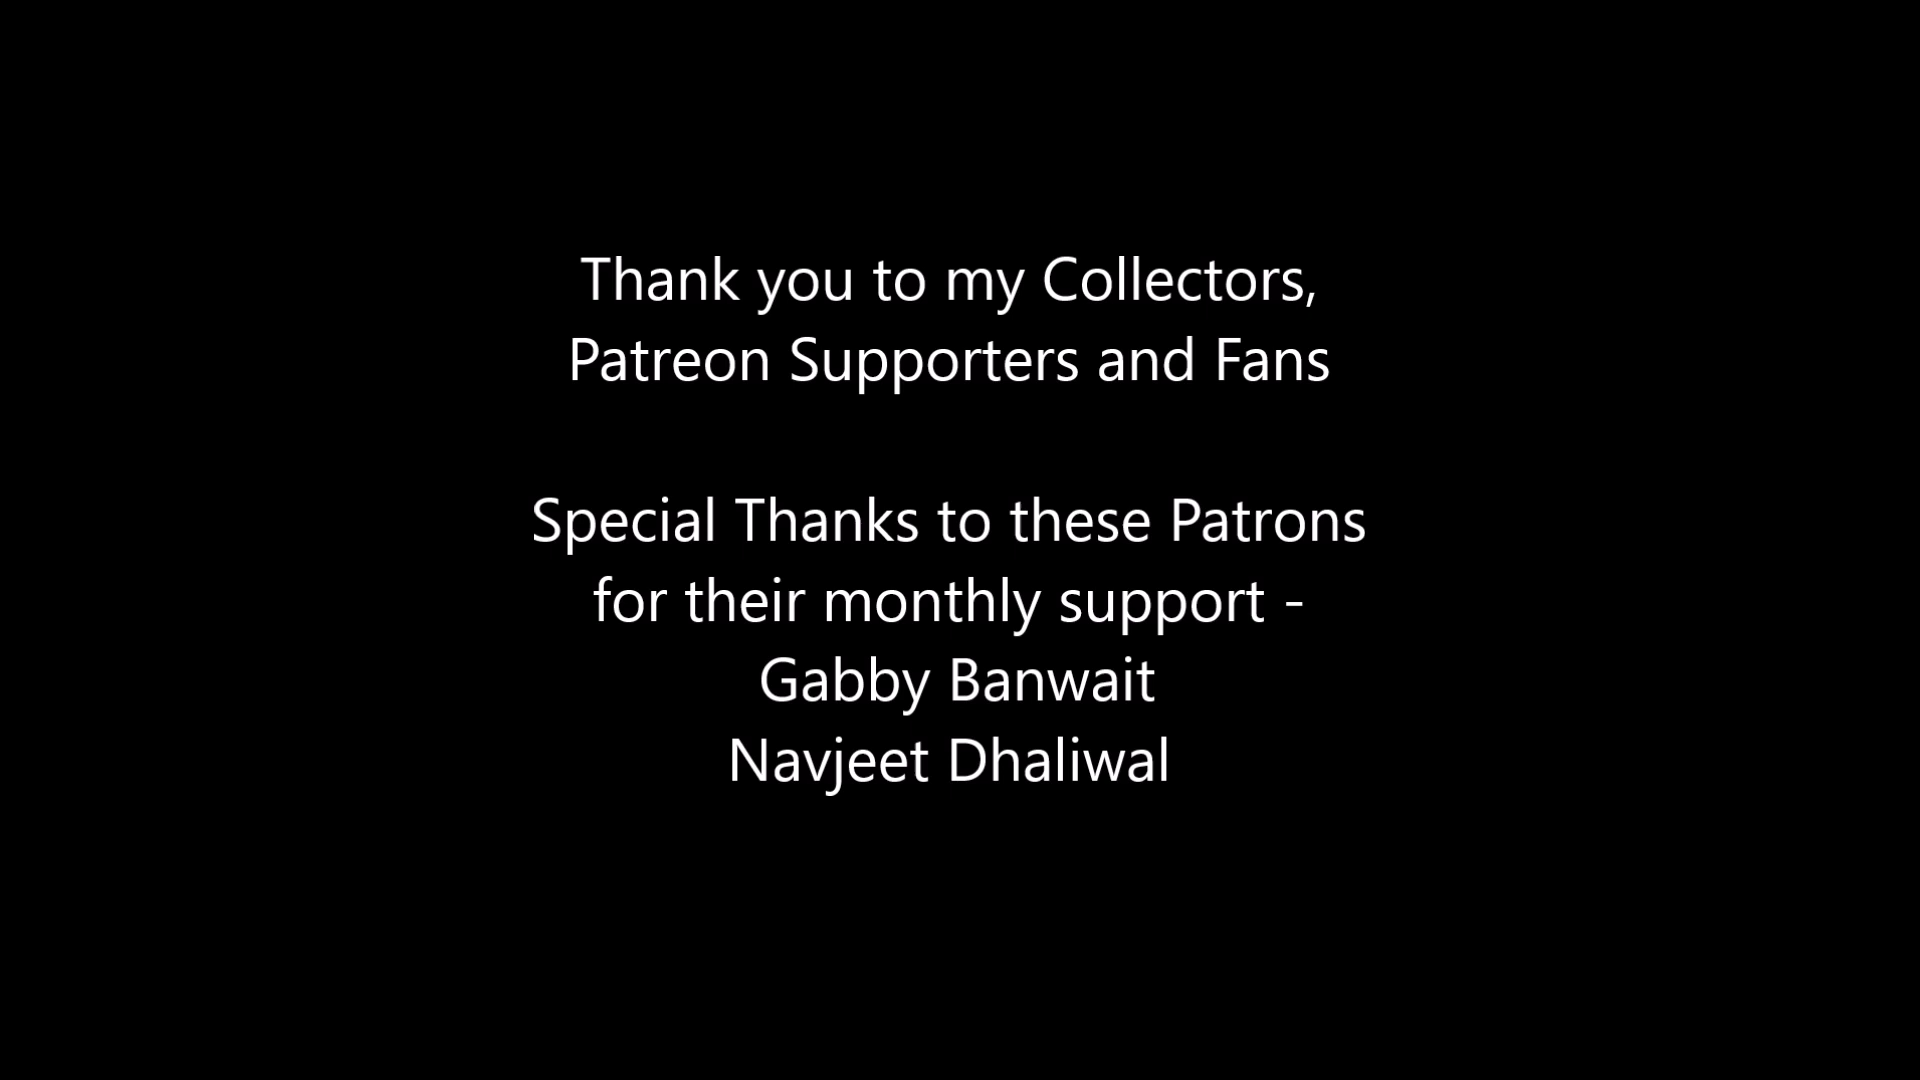 Thank you to my Collectors,
Patreon Supporters and Fans
Special Thanks to these Patrons
for their monthly support -
Gabby Banwait
Navjeet Dhaliwal